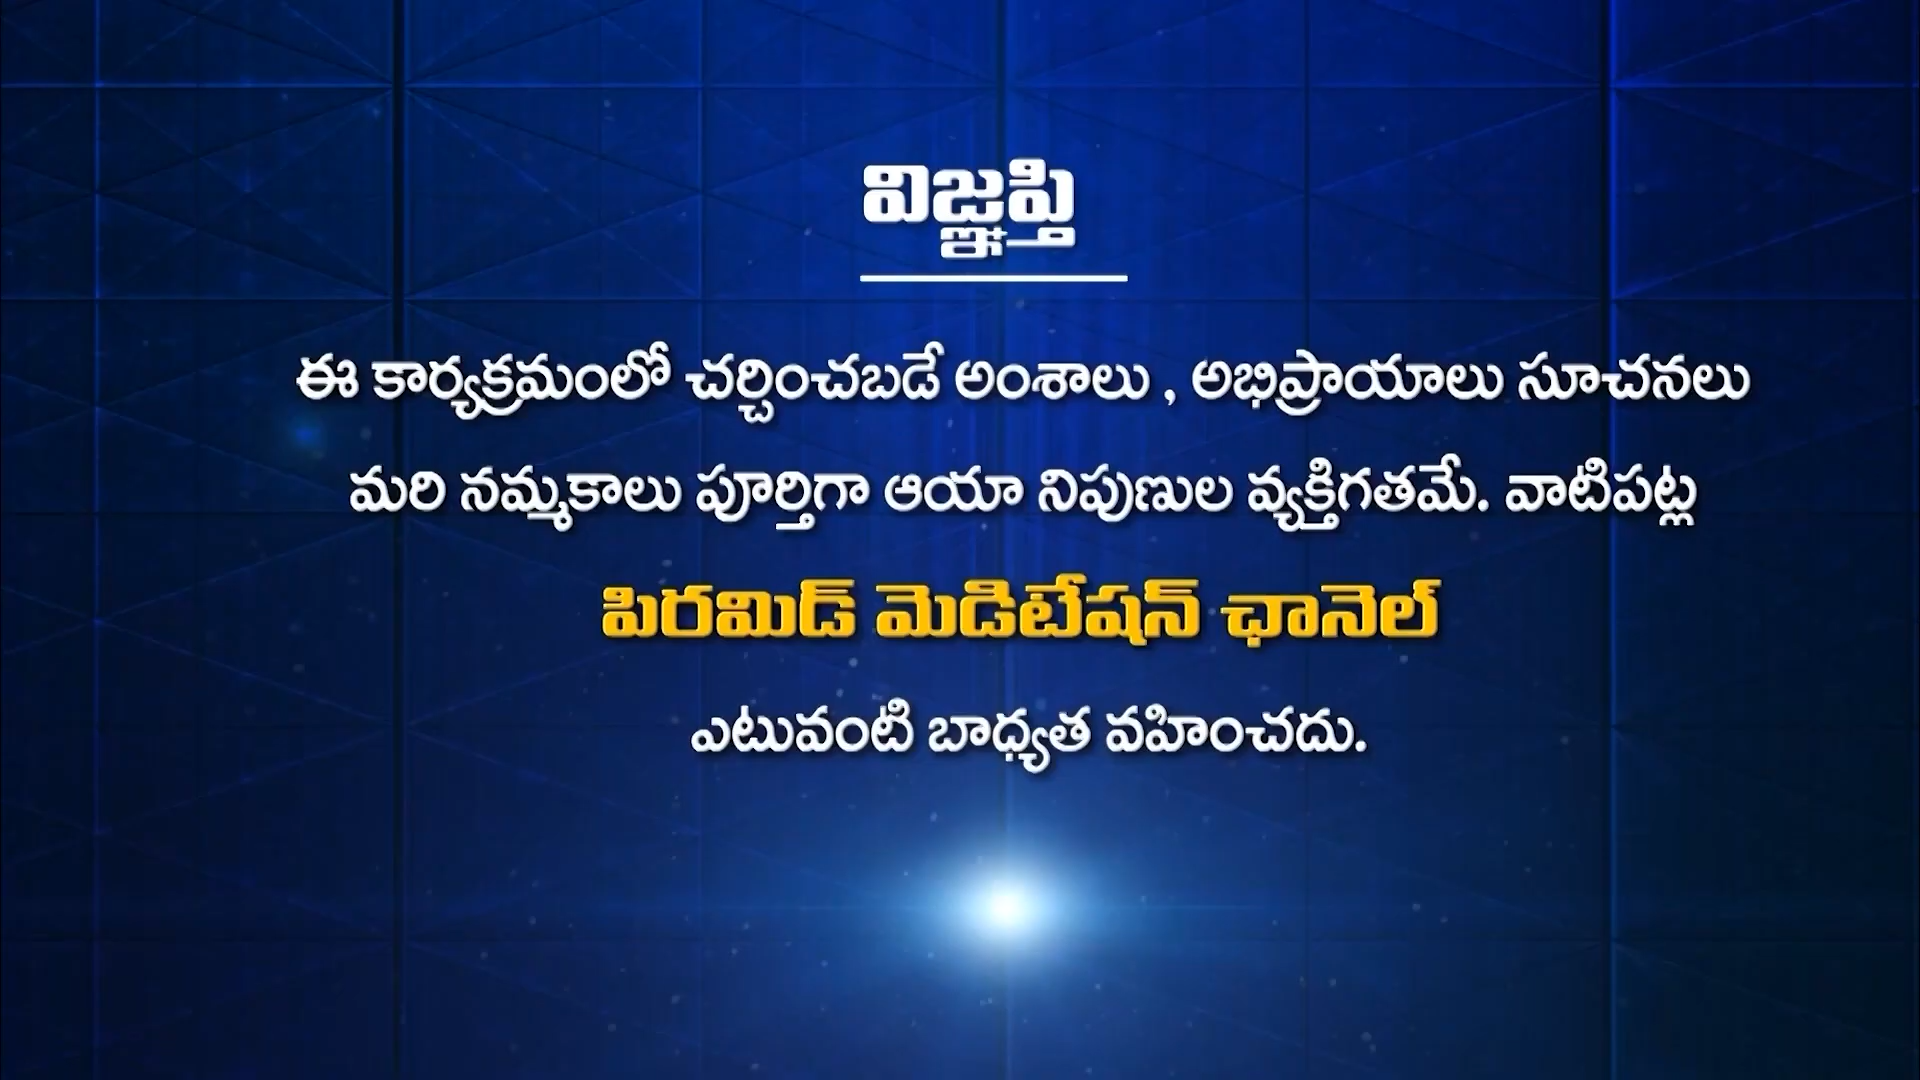 విజ్ఞప్తి
ఈ కార్యక్రమంలో చర్చించబడే అంశాలు , అభిప్రాయాలు సూచనలు
మరి నమ్మకాలు పూర్తిగా ఆయా నిపుణుల వ్యక్తిగతమే. వాటిపట్ల
పిరమిడ్ మెడిటేషన్ ఛానెల్
ఎటువంటి బాధ్యత వహించదు.